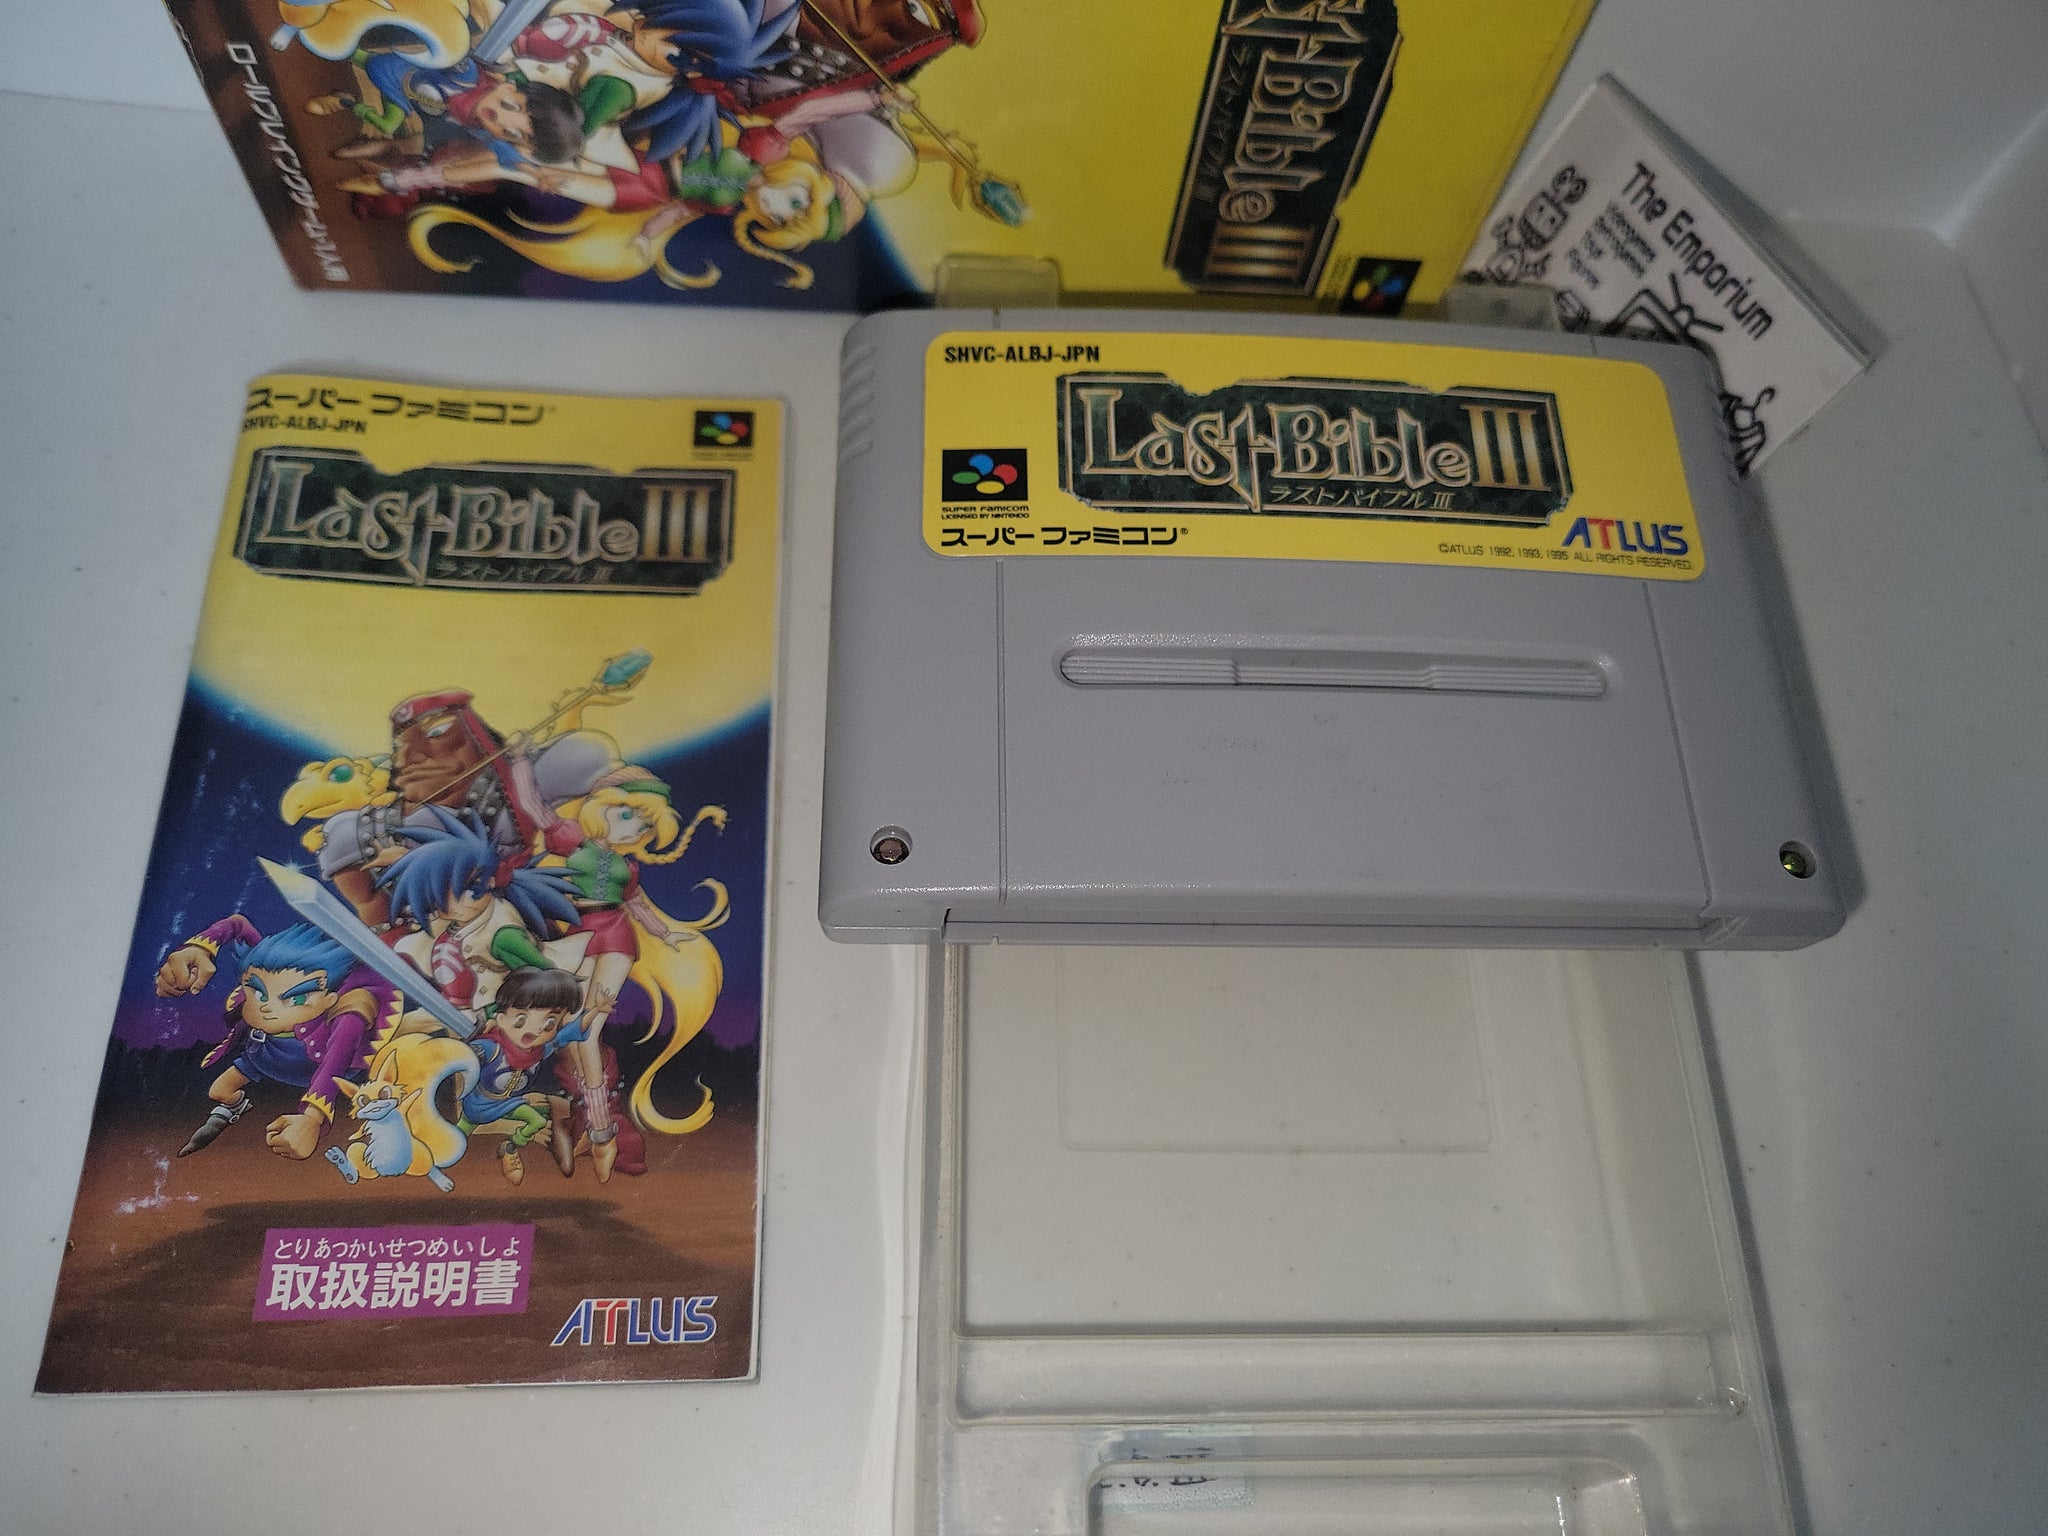 ロールプレイングゲーム・1人用
Last Bible III
ラストバイブルIII
The Emporium
スーパー ファミコン
SHVC-ALBJ-JPN
Last Bible III
ラストバイブルIII
とりあつかいせつめいしょ
取扱説明書
ATLUS
SHVC-ALBJ-JPN
Last Bible III
ラストバイブルIII
SUPER FAMICOM
LICENSED BY NINTENDO
スーパー ファミコン®
ATLUS
©ATLUS 1992, 1993, 1995 ALL RIGHTS RESERVED.